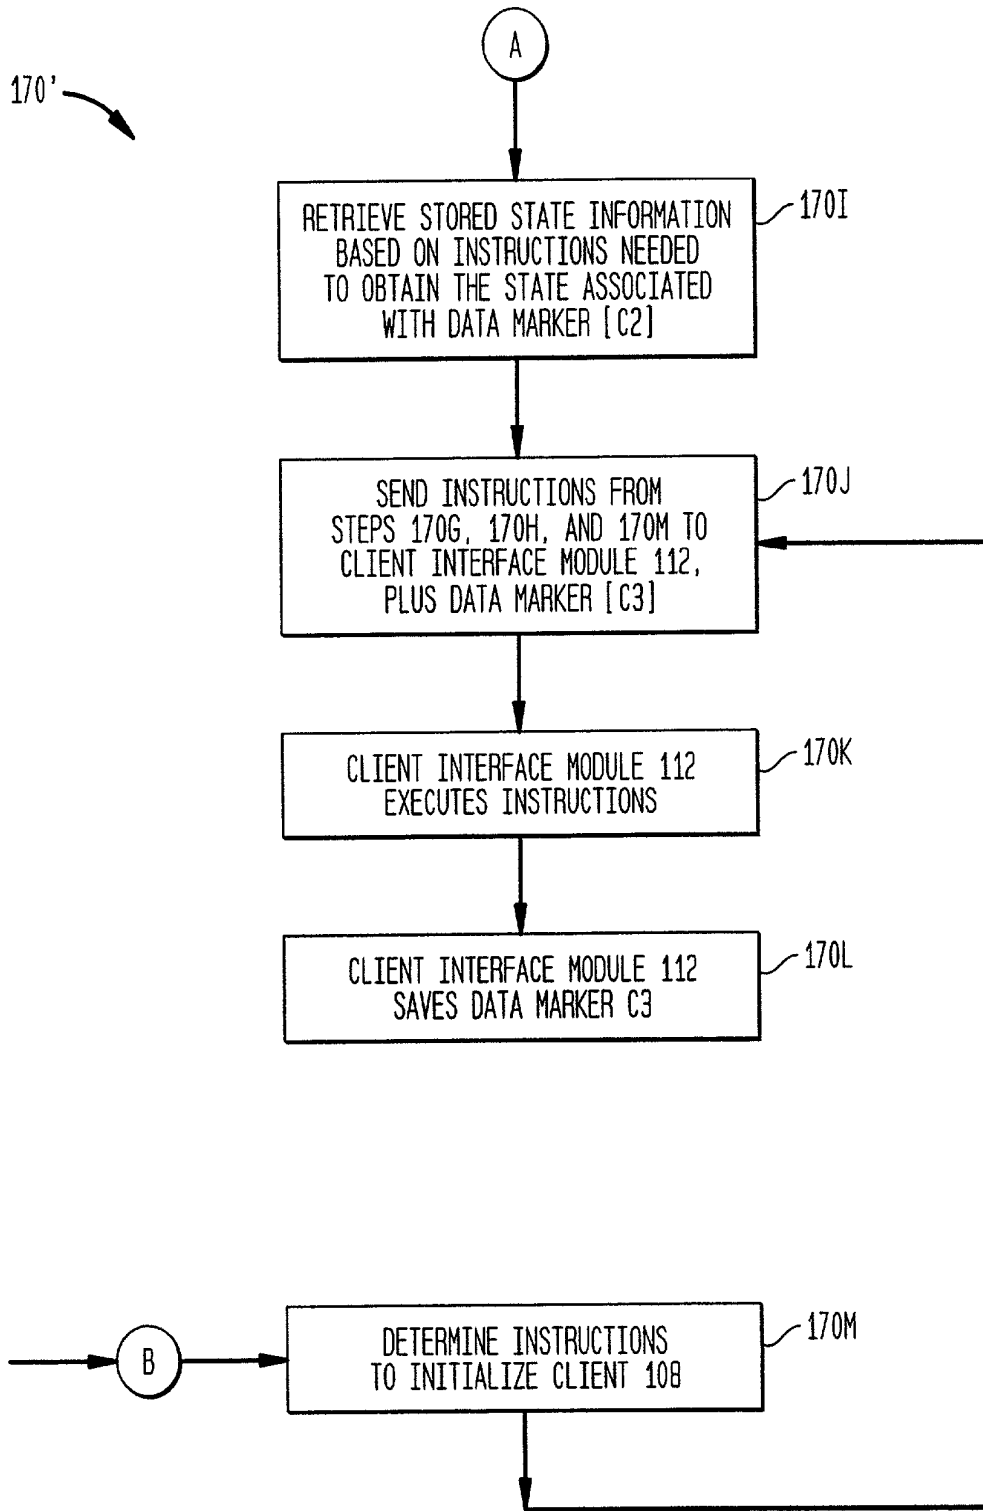 A
170'
RETRIEVE STORED STATE INFORMATION
BASED ON INSTRUCTIONS NEEDED
TO OBTAIN THE STATE ASSOCIATED
WITH DATA MARKER [C2]
170I
SEND INSTRUCTIONS FROM
STEPS 170G, 170H, AND 170M TO
CLIENT INTERFACE MODULE 112,
PLUS DATA MARKER [C3]
170J
CLIENT INTERFACE MODULE 112
EXECUTES INSTRUCTIONS
170K
CLIENT INTERFACE MODULE 112
SAVES DATA MARKER C3
170L
B
DETERMINE INSTRUCTIONS
TO INITIALIZE CLIENT 108
170M